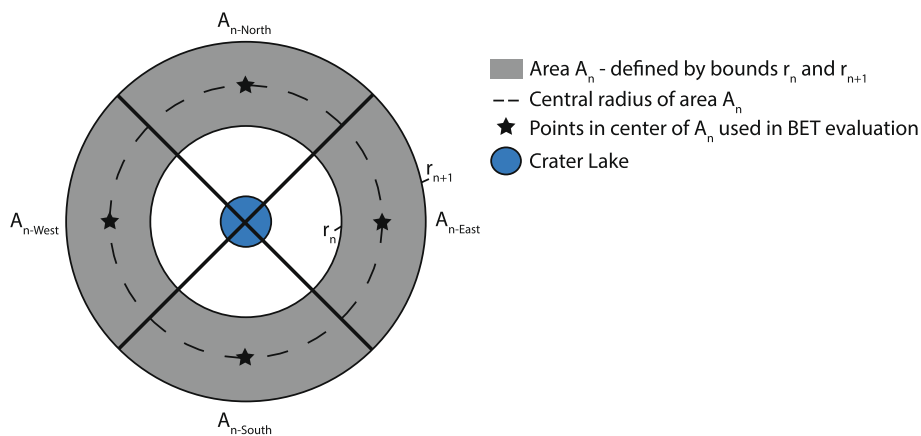 A n-North
Area An - defined by bounds rn and rn+1
Central radius of area An
Points in center of An used in BET evaluation
Crater Lake
rn+1
An-West
rn
An-East
An-South